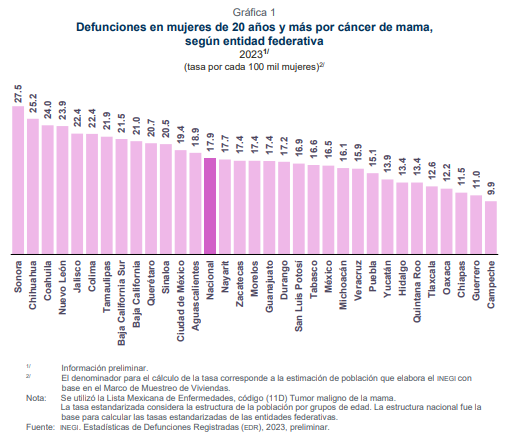 Gráfica 1
Defunciones en mujeres de 20 años y más por cáncer de mama,
según entidad federativa
2023 1/
(tasa por cada 100 mil mujeres) 2/
27.5
25.2
24.0
23.9
22.4
22.4
21.9
21.5
21.0
20.7
20.5
19.4
18.9
17.9
17.7
17.4
17.4
17.4
17.2
16.9
16.6
16.5
16.1
15.9
15.1
13.9
13.4
13.4
12.6
12.2
11.5
11.0
9.9
Sonora
Chihuahua
Coahuila
Nuevo León
Jalisco
Colima
Tamaulipas
Baja California Sur
Baja California
Querétaro
Sinaloa
Ciudad de México
Aguascalientes
Nacional
Nayarit
Zacatecas
Morelos
Guanajuato
Durango
San Luis Potosí
Tabasco
México
Michoacán
Veracruz
Puebla
Yucatán
Hidalgo
Quintana Roo
Tlaxcala
Oaxaca
Chiapas
Guerrero
Campeche
1/ Información preliminar.
2/ El denominador para el cálculo de la tasa corresponde a la estimación de población que elabora el INEGI con
base en el Marco de Muestreo de Viviendas.
Nota: Se utilizó la Lista Mexicana de Enfermedades, código (11D) Tumor maligno de la mama.
La tasa estandarizada considera la estructura de la población por grupos de edad. La estructura nacional fue la
base para calcular las tasas estandarizadas de las entidades federativas.
Fuente: INEGI. Estadísticas de Defunciones Registradas (EDR), 2023, preliminar.